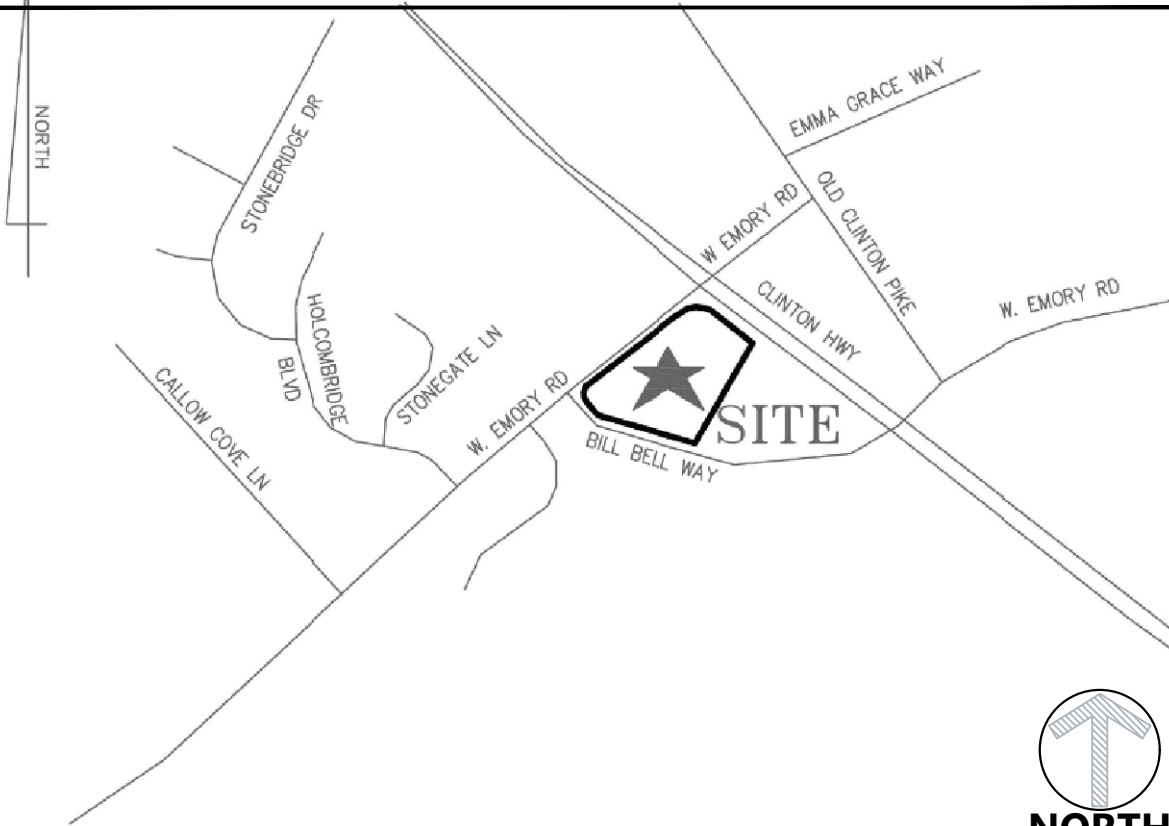 NORTH
STONEBRIDGE DR
EMMA GRACE WAY
OLD CLINTON PIKE
W EMORY RD
CLINTON HWY
W. EMORY RD
HOLCOMBRIDGE
BLVD
STONEGATE LN
CALLOW COVE LN
W. EMORY RD
SITE
BILL BELL WAY
NORTH